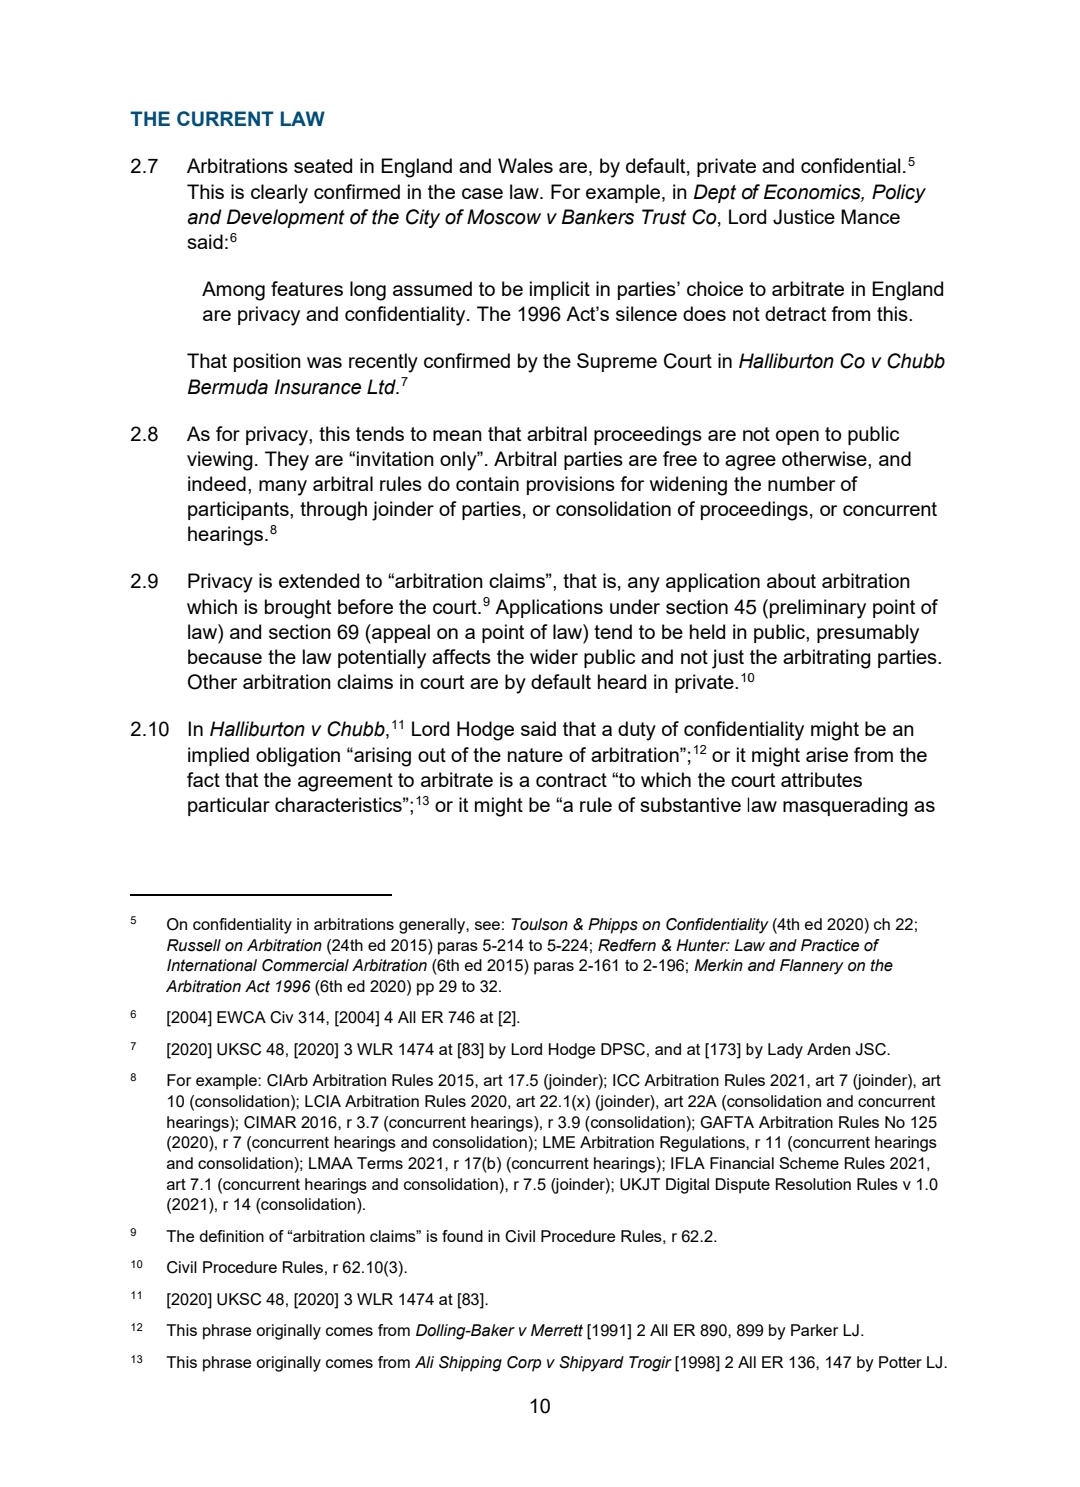 THE CURRENT LAW
2.7 Arbitrations seated in England and Wales are, by default, private and confidential.5
This is clearly confirmed in the case law. For example, in Dept of Economics, Policy
and Development of the City of Moscow v Bankers Trust Co, Lord Justice Mance
said:6
Among features long assumed to be implicit in parties’ choice to arbitrate in England
are privacy and confidentiality. The 1996 Act’s silence does not detract from this.
That position was recently confirmed by the Supreme Court in Halliburton Co v Chubb
Bermuda Insurance Ltd.7
2.8 As for privacy, this tends to mean that arbitral proceedings are not open to public
viewing. They are “invitation only”. Arbitral parties are free to agree otherwise, and
indeed, many arbitral rules do contain provisions for widening the number of
participants, through joinder of parties, or consolidation of proceedings, or concurrent
hearings.8
2.9 Privacy is extended to “arbitration claims”, that is, any application about arbitration
which is brought before the court.9 Applications under section 45 (preliminary point of
law) and section 69 (appeal on a point of law) tend to be held in public, presumably
because the law potentially affects the wider public and not just the arbitrating parties.
Other arbitration claims in court are by default heard in private.10
2.10 In Halliburton v Chubb,11 Lord Hodge said that a duty of confidentiality might be an
implied obligation “arising out of the nature of arbitration”;12 or it might arise from the
fact that the agreement to arbitrate is a contract “to which the court attributes
particular characteristics”;13 or it might be “a rule of substantive law masquerading as
5 On confidentiality in arbitrations generally, see: Toulson & Phipps on Confidentiality (4th ed 2020) ch 22;
Russell on Arbitration (24th ed 2015) paras 5-214 to 5-224; Redfern & Hunter: Law and Practice of
International Commercial Arbitration (6th ed 2015) paras 2-161 to 2-196; Merkin and Flannery on the
Arbitration Act 1996 (6th ed 2020) pp 29 to 32.
6 [2004] EWCA Civ 314, [2004] 4 All ER 746 at [2].
7 [2020] UKSC 48, [2020] 3 WLR 1474 at [83] by Lord Hodge DPSC, and at [173] by Lady Arden JSC.
8 For example: CIArb Arbitration Rules 2015, art 17.5 (joinder); ICC Arbitration Rules 2021, art 7 (joinder), art
10 (consolidation); LCIA Arbitration Rules 2020, art 22.1(x) (joinder), art 22A (consolidation and concurrent
hearings); CIMAR 2016, r 3.7 (concurrent hearings), r 3.9 (consolidation); GAFTA Arbitration Rules No 125
(2020), r 7 (concurrent hearings and consolidation); LME Arbitration Regulations, r 11 (concurrent hearings
and consolidation); LMAA Terms 2021, r 17(b) (concurrent hearings); IFLA Financial Scheme Rules 2021,
art 7.1 (concurrent hearings and consolidation), r 7.5 (joinder); UKJT Digital Dispute Resolution Rules v 1.0
(2021), r 14 (consolidation).
9 The definition of “arbitration claims” is found in Civil Procedure Rules, r 62.2.
10 Civil Procedure Rules, r 62.10(3).
11 [2020] UKSC 48, [2020] 3 WLR 1474 at [83].
12 This phrase originally comes from Dolling-Baker v Merrett [1991] 2 All ER 890, 899 by Parker LJ.
13 This phrase originally comes from Ali Shipping Corp v Shipyard Trogir [1998] 2 All ER 136, 147 by Potter LJ.
10